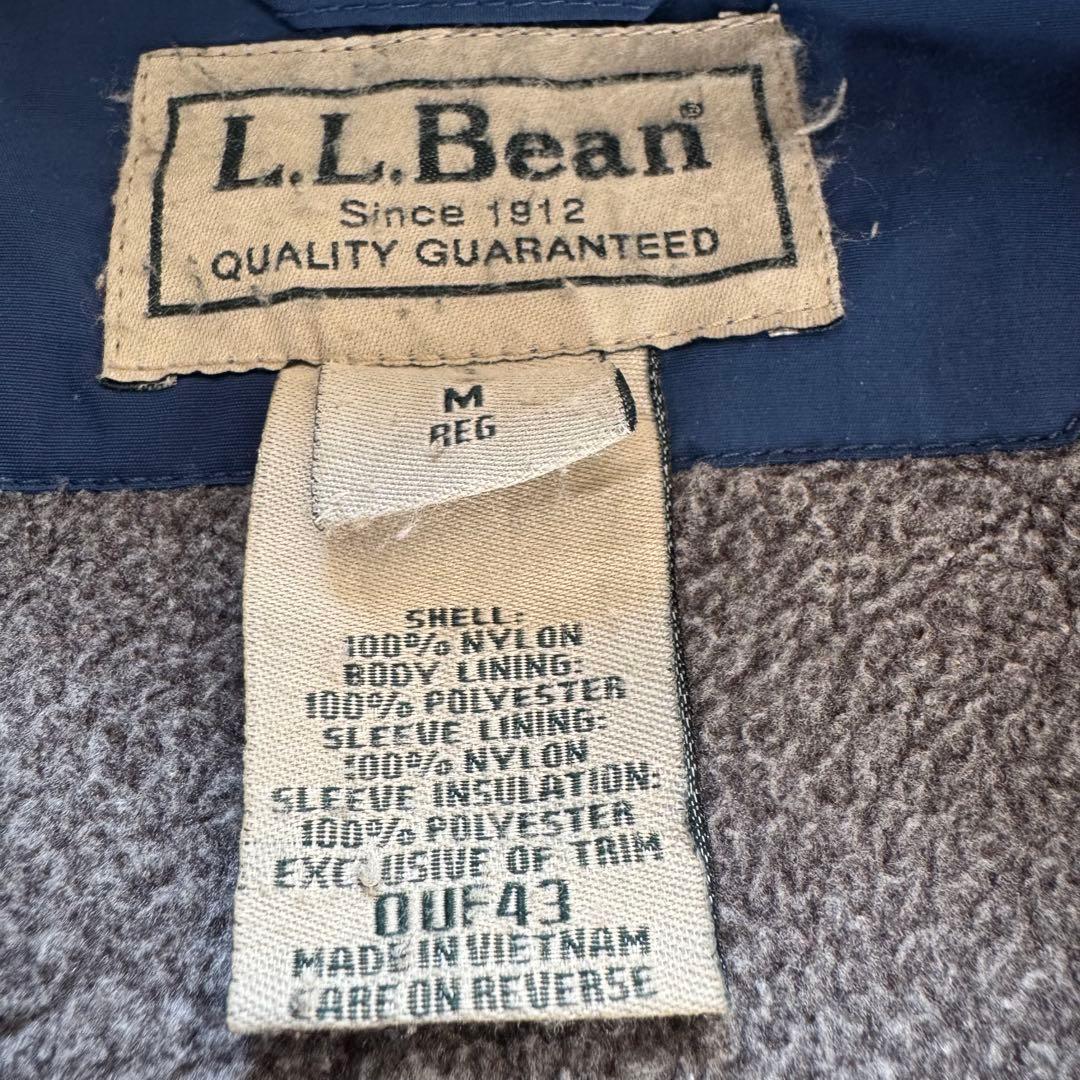 L.L.Bean®
Since 1912
QUALITY GUARANTEED
M
REG
SHELL:
100% NYLON
BODY LINING:
100% POLYESTER
SLEEVE LINING:
100% NYLON
SLEEVE INSULATION:
100% POLYESTER
EXCLUSIVE OF TRIM
0UF43
MADE IN VIETNAM
CARE ON REVERSE